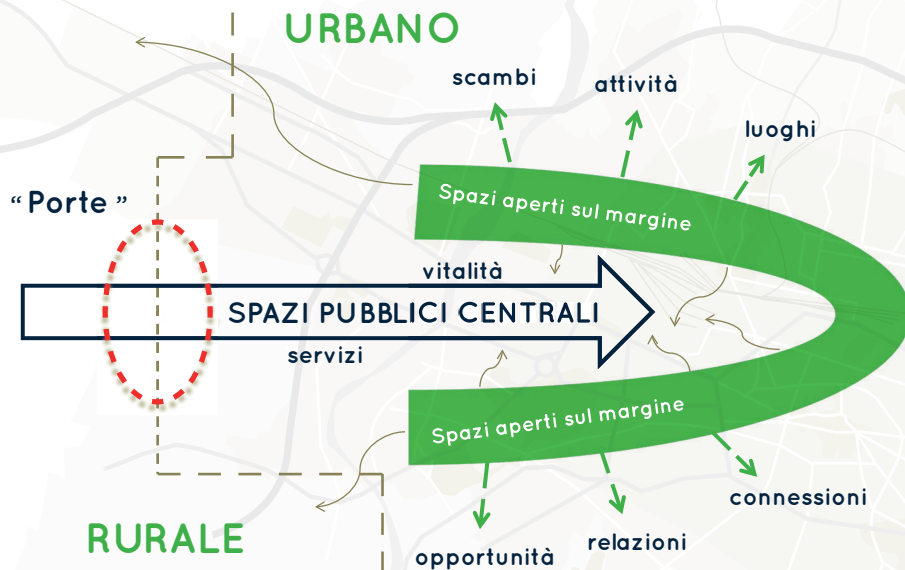 URBANO
scambi
attività
luoghi
Spazi aperti sul margine
“Porte”
vitalità
SPAZI PUBBLICI CENTRALI
servizi
Spazi aperti sul margine
connessioni
relazioni
opportunità
RURALE